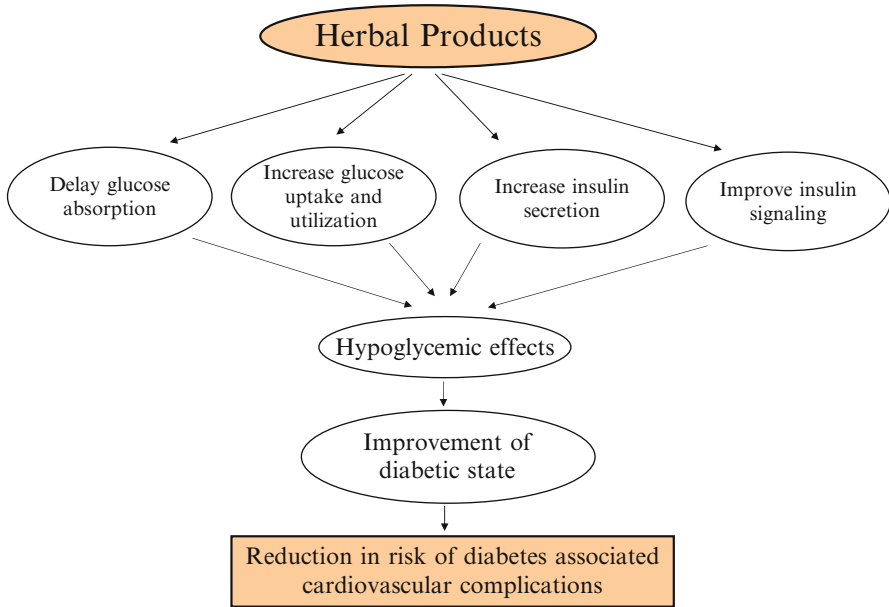 Herbal Products
Delay glucose
absorption
Increase glucose
uptake and
utilization
Increase insulin
secretion
Improve insulin
signaling
Hypoglycemic effects
Improvement of
diabetic state
Reduction in risk of diabetes associated
cardiovascular complications